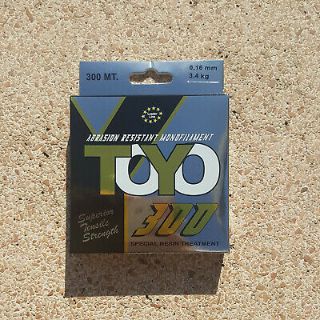 300 MT.
0,16 mm
3.4 kg
ABRASION RESISTANT MONOFILAMENT
TOYO
300
Superior
Tensile
Strength
SPECIAL RESIN TREATMENT